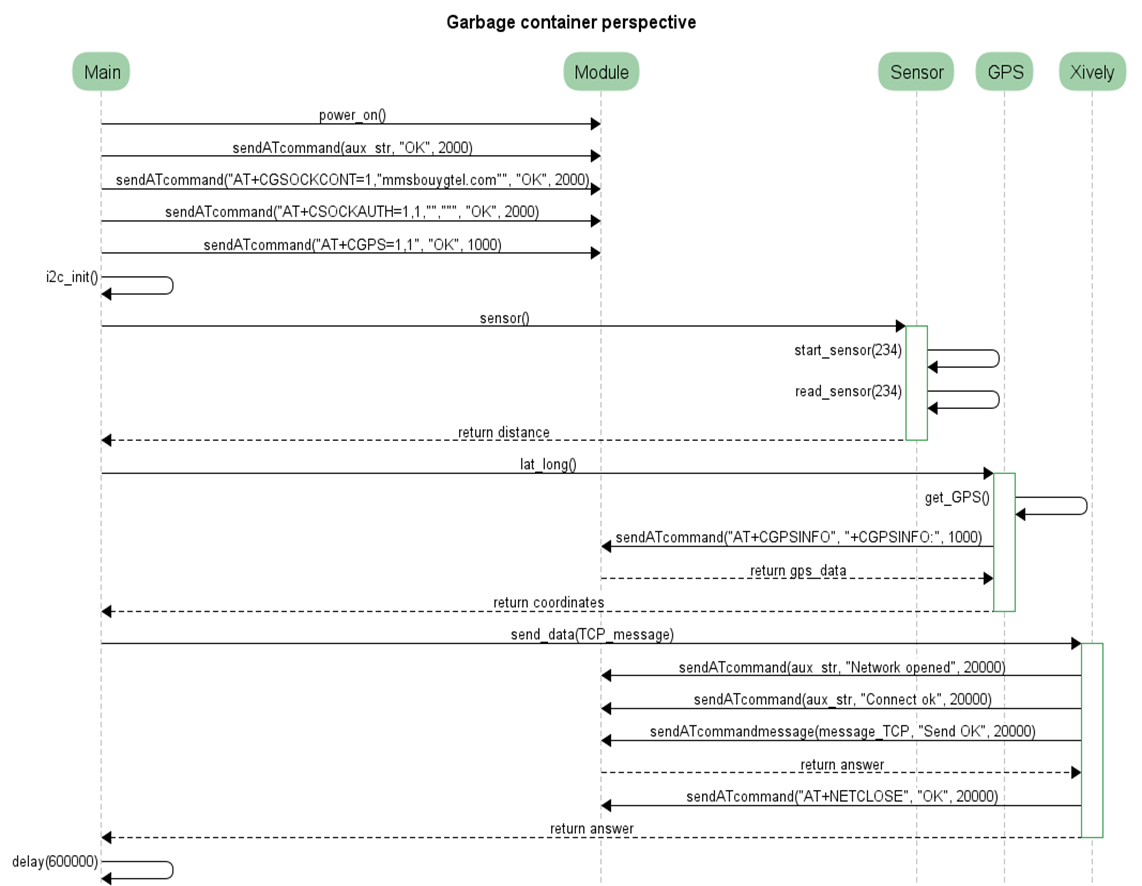 Garbage container perspective
Main Module Sensor GPS Xively
power_on()
sendATcommand(aux_str, "OK", 2000)
sendATcommand("AT+CGSOCKCONT=1,"mmsbouygtel.com"", "OK", 2000)
sendATcommand("AT+CSOCKAUTH=1,1,"",""", "OK", 2000)
sendATcommand("AT+CGPS=1,1", "OK", 1000)
i2c_init()
sensor()
start_sensor(234)
read_sensor(234)
return distance
lat_long()
get_GPS()
sendATcommand("AT+CGPSINFO", "+CGPSINFO:", 1000)
return gps_data
return coordinates
send_data(TCP_message)
sendATcommand(aux_str, "Network opened", 20000)
sendATcommand(aux_str, "Connect ok", 20000)
sendATcommandmessage(message_TCP, "Send OK", 20000)
return answer
sendATcommand("AT+NETCLOSE", "OK", 20000)
return answer
delay(600000)